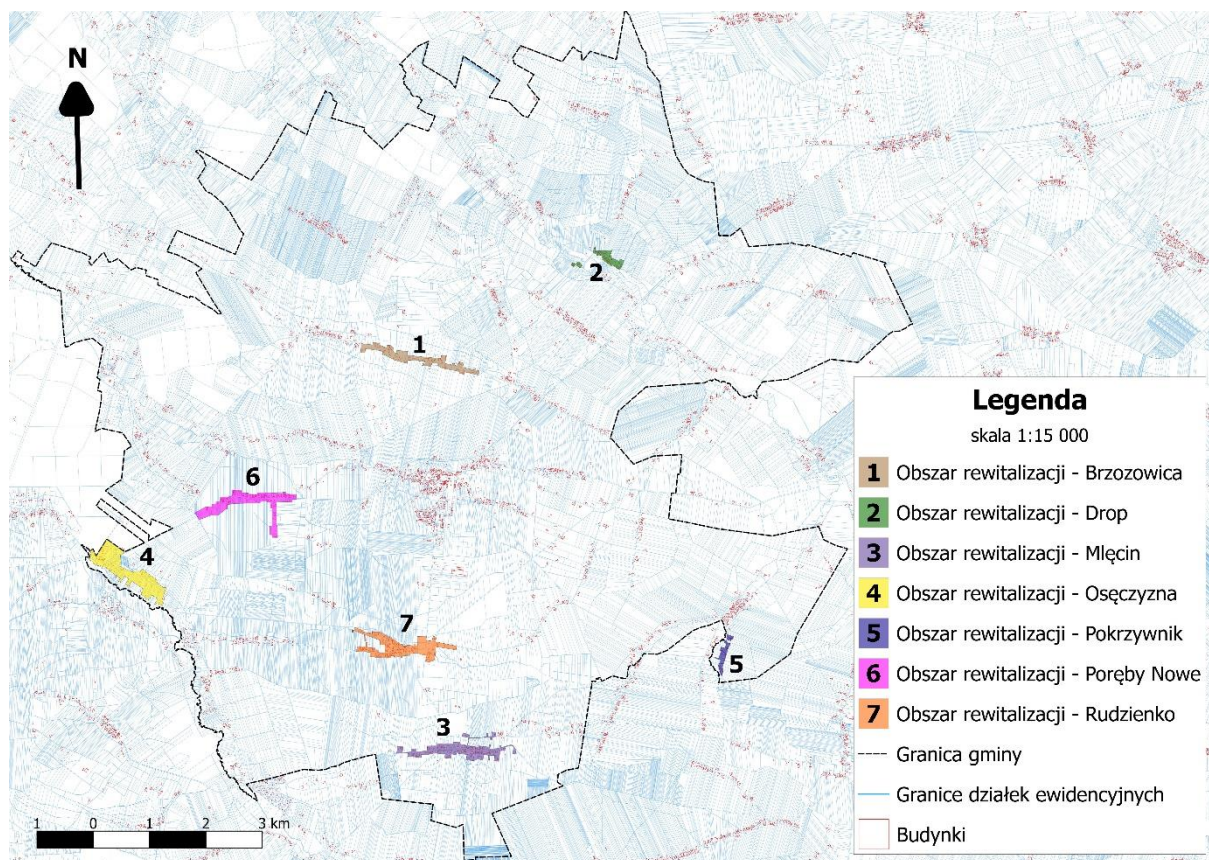 N
2
1
6
4
7
5
3
Legenda
skala 1:15 000
1 Obszar rewitalizacji - Brzozowica
2 Obszar rewitalizacji - Drop
3 Obszar rewitalizacji - Mlęcin
4 Obszar rewitalizacji - Osęczyzna
5 Obszar rewitalizacji - Pokrzywnik
6 Obszar rewitalizacji - Poręby Nowe
7 Obszar rewitalizacji - Rudzienko
Granica gminy
Granice działek ewidencyjnych
Budynki
1 0 1 2 3 km